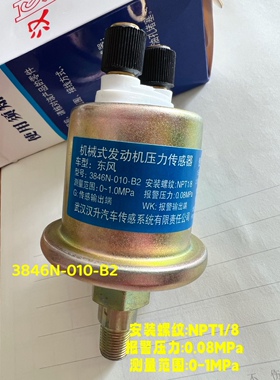 机械式发动机压力传感器
车型:东风
型号:3846N-010-B2 安装螺纹:NPT1/8
测量范围:0~1.0MPa 报警压力:0.08MPa
G:传感输出端 WK:报警输出端
武汉汉升汽车传感系统有限责任公司
3846N-010-B2
安装螺纹:NPT1/8
报警压力:0.08MPa
测量范围:0~1MPa